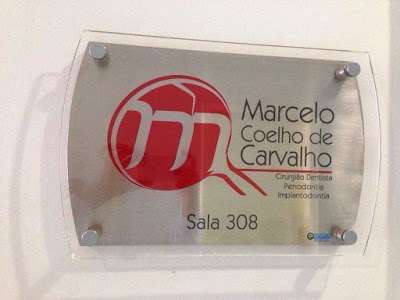 Marcelo
Coelho de
Carvalho
Cirurgião Dentista
Periodontia
Implantodontia
Sala 308